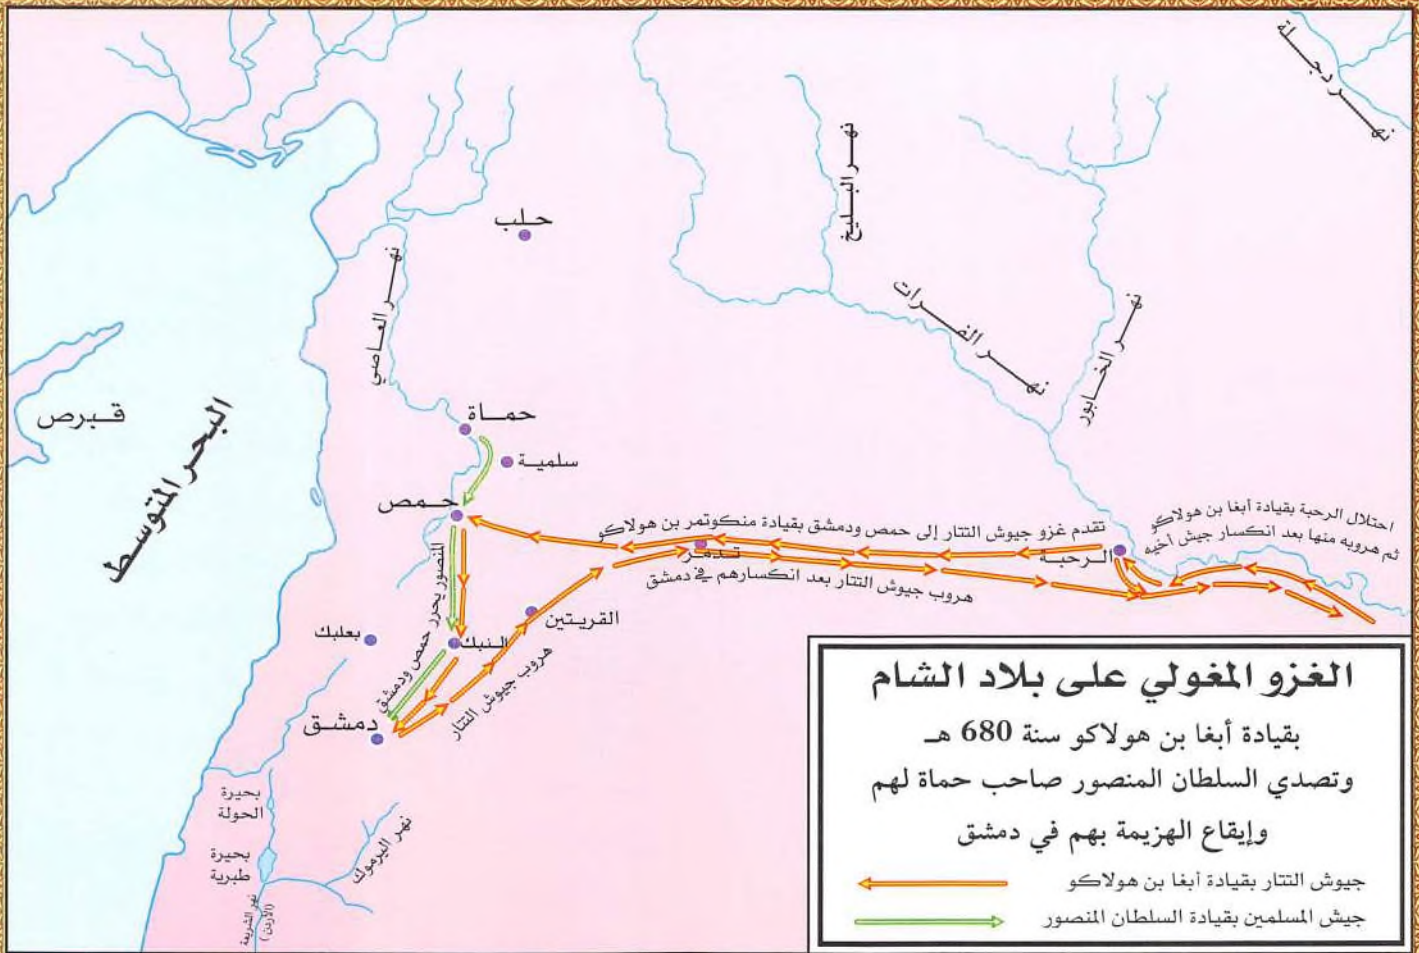 نهر دجلة
نهر البليخ
حلب
نهر العاصي
نهر الفرات
نهر الخابور
قبرص
البحر المتوسط
حماة
سلمية
حمص
احتلال الرحبة بقيادة أبغا بن هولاكو
ثم هروبه منها بعد انكسار جيش أخيه
تقدم غزو جيوش التتار إلى حمص ودمشق بقيادة منكوتمر بن هولاكو
الرحبة
تدمر
هروب جيوش التتار بعد انكسارهم في دمشق
المنصور يحرر حمص ودمشق
القريتين
بعلبك
النبك
هروب جيوش التتار
دمشق
بحيرة
الحولة
بحيرة
طبرية
نهر اليرموك
نهر الشريعة
(الأردن)
الغزو المغولي على بلاد الشام
بقيادة أبغا بن هولاكو سنة 680 هـ
وتصدي السلطان المنصور صاحب حماة لهم
وإيقاع الهزيمة بهم في دمشق
جيوش التتار بقيادة أبغا بن هولاكو
جيش المسلمين بقيادة السلطان المنصور